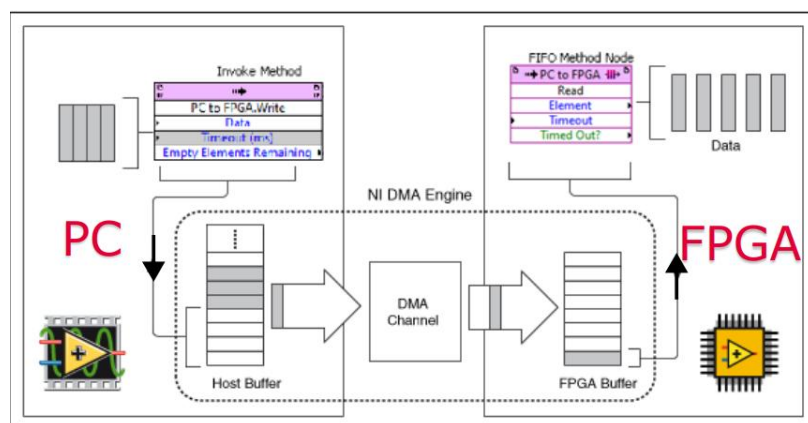 Invoke Method
PC to FPGA.Write
Data
Timeout (ms)
Empty Elements Remaining
FIFO Method Node
PC to FPGA
Read
Element
Timeout
Timed Out?
Data
NI DMA Engine
PC
FPGA
DMA
Channel
Host Buffer
FPGA Buffer